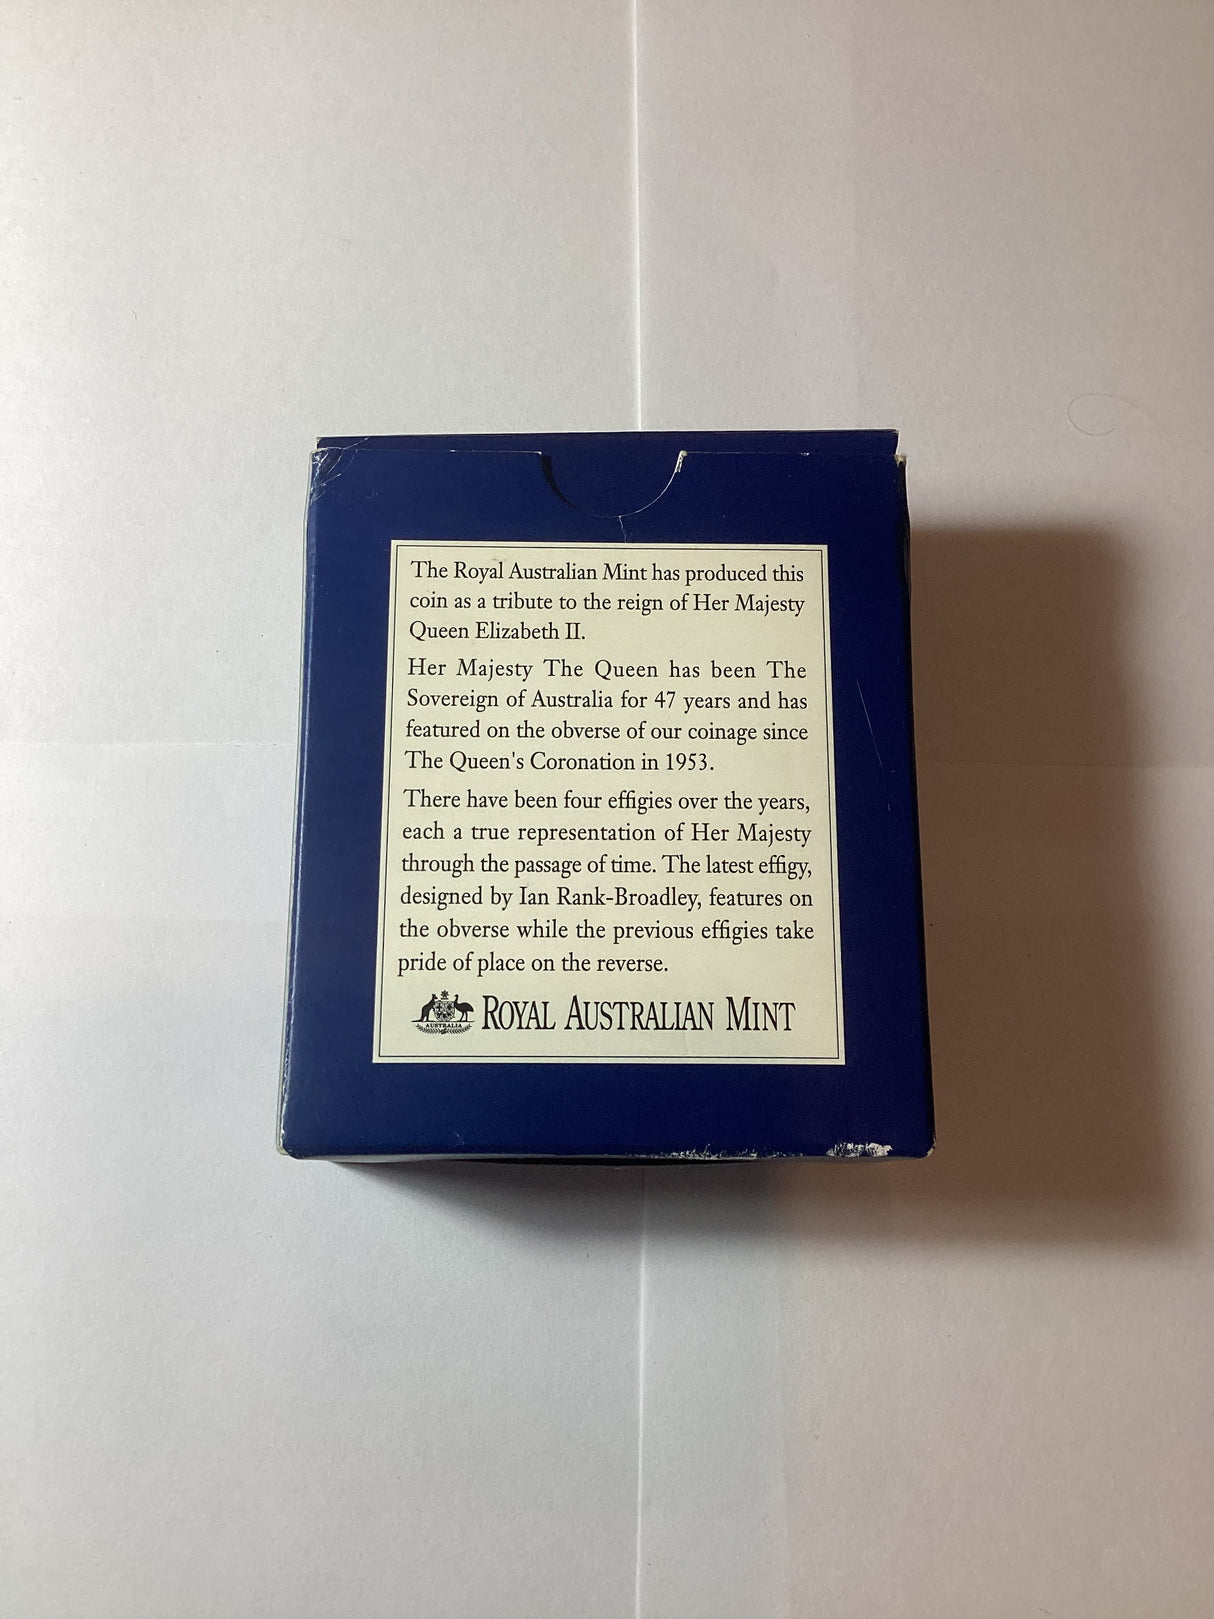 The Royal Australian Mint has produced this
coin as a tribute to the reign of Her Majesty
Queen Elizabeth II.
Her Majesty The Queen has been The
Sovereign of Australia for 47 years and has
featured on the obverse of our coinage since
The Queen's Coronation in 1953.
There have been four effigies over the years,
each a true representation of Her Majesty
through the passage of time. The latest effigy,
designed by Ian Rank-Broadley, features on
the obverse while the previous effigies take
pride of place on the reverse.
AUSTRALIA
ROYAL AUSTRALIAN MINT